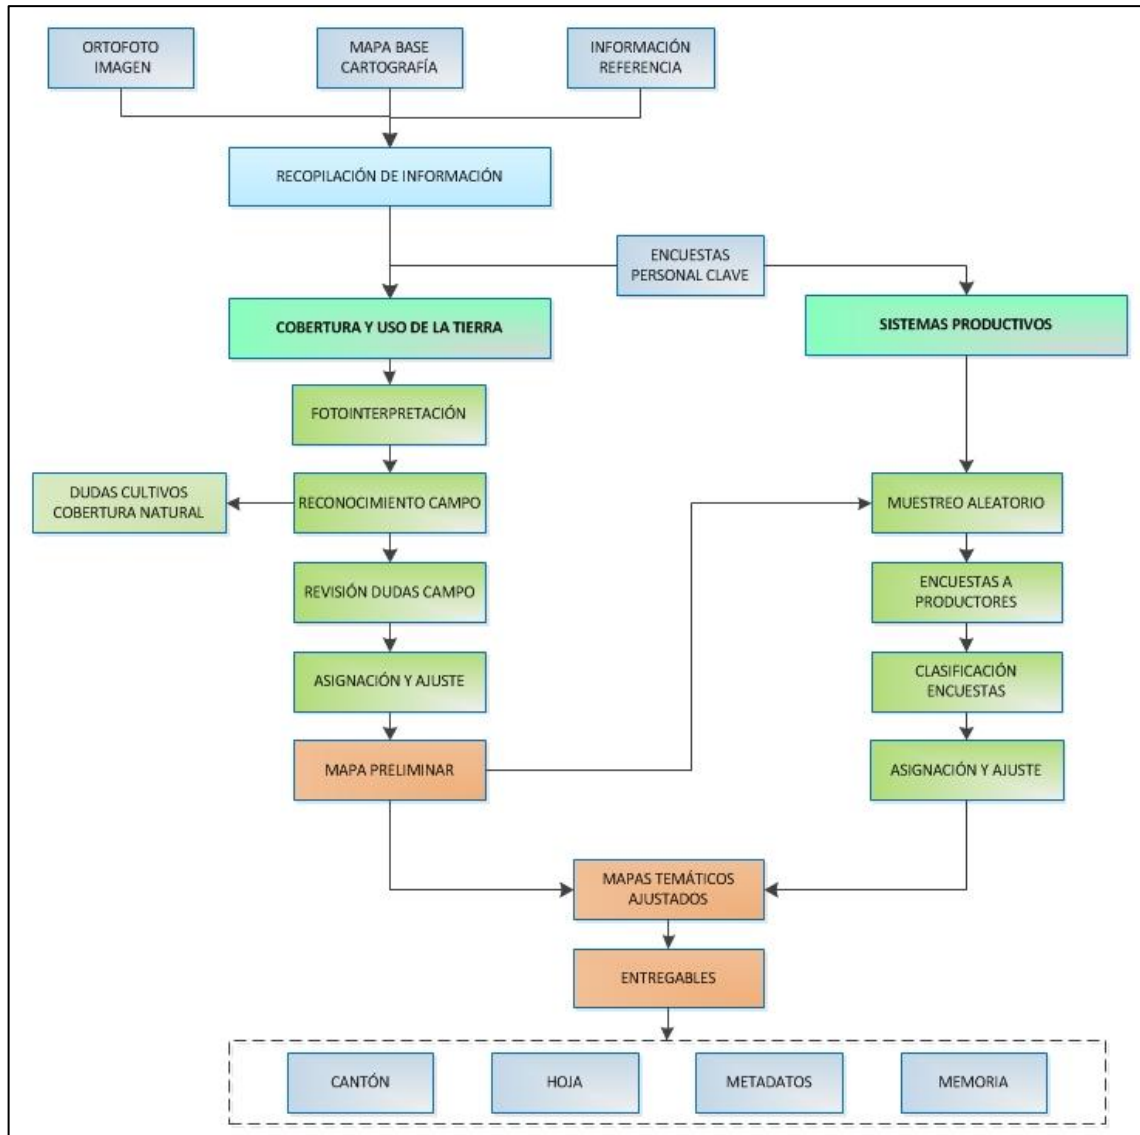 ORTOFOTO
IMAGEN
MAPA BASE
CARTOGRAFÍA
INFORMACIÓN
REFERENCIA
RECOPILACIÓN DE INFORMACIÓN
ENCUESTAS
PERSONAL CLAVE
COBERTURA Y USO DE LA TIERRA
SISTEMAS PRODUCTIVOS
FOTOINTERPRETACIÓN
DUDAS CULTIVOS
COBERTURA NATURAL
RECONOCIMIENTO CAMPO
MUESTREO ALEATORIO
REVISIÓN DUDAS CAMPO
ENCUESTAS A
PRODUCTORES
ASIGNACIÓN Y AJUSTE
CLASIFICACIÓN
ENCUESTAS
MAPA PRELIMINAR
ASIGNACIÓN Y AJUSTE
MAPAS TEMÁTICOS
AJUSTADOS
ENTREGABLES
CANTÓN
HOJA
METADATOS
MEMORIA